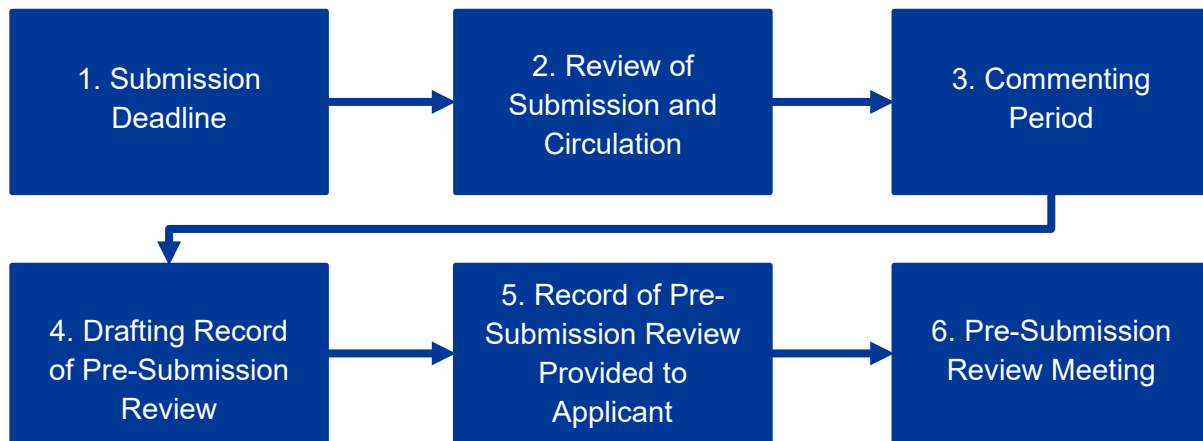 1. Submission
Deadline
2. Review of
Submission and
Circulation
3. Commenting
Period
4. Drafting Record
of Pre-Submission
Review
5. Record of Pre-
Submission Review
Provided to
Applicant
6. Pre-Submission
Review Meeting